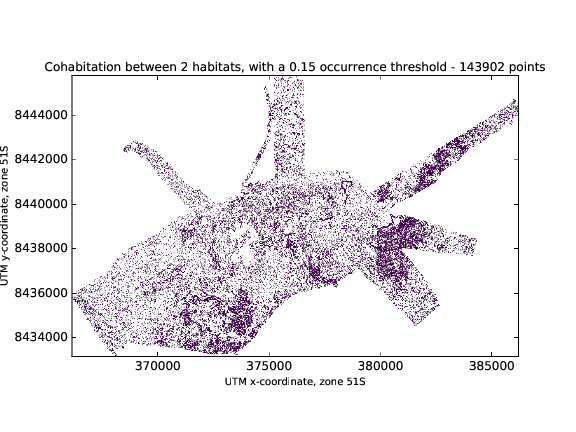 Cohabitation between 2 habitats, with a 0.15 occurrence threshold - 143902 points
UTM y-coordinate, zone 51S
8444000
8442000
8440000
8438000
8436000
8434000
370000 375000 380000 385000
UTM x-coordinate, zone 51S